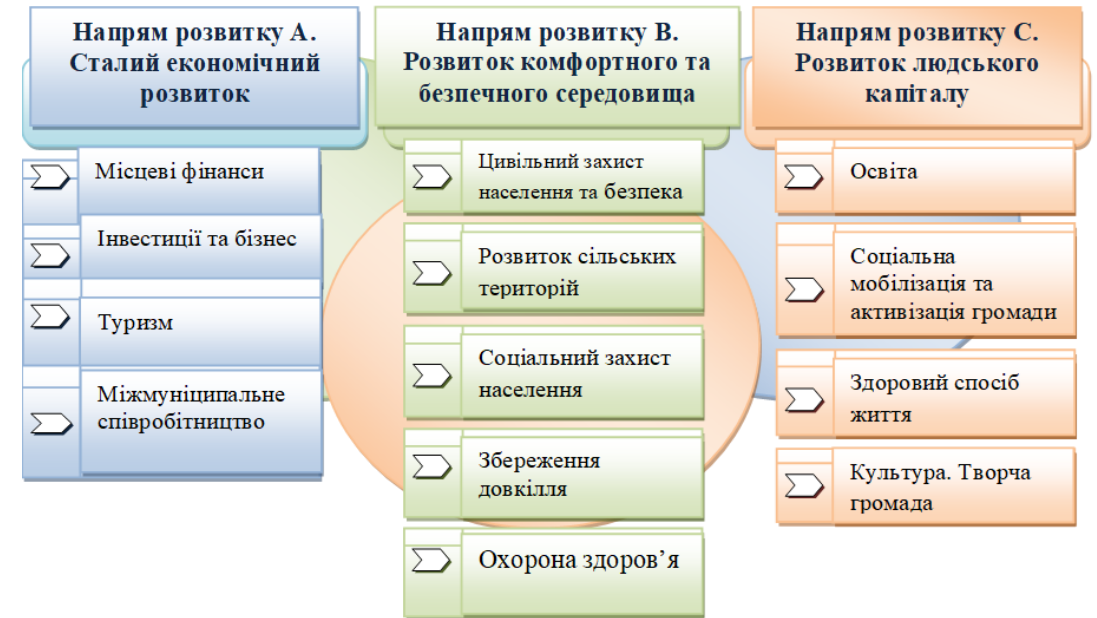 Напрям розвитку А.
Сталий економічний
розвиток
Місцеві фінанси
Інвестиції та бізнес
Туризм
Міжмуніципальне
співробітництво
Напрям розвитку В.
Розвиток комфортного та
безпечного середовища
Цивільний захист
населення та безпека
Розвиток сільських
територій
Соціальний захист
населення
Збереження
довкілля
Охорона здоров’я
Напрям розвитку С.
Розвиток людського
капіталу
Освіта
Соціальна
мобілізація та
активізація громади
Здоровий спосіб
життя
Культура. Творча
громада